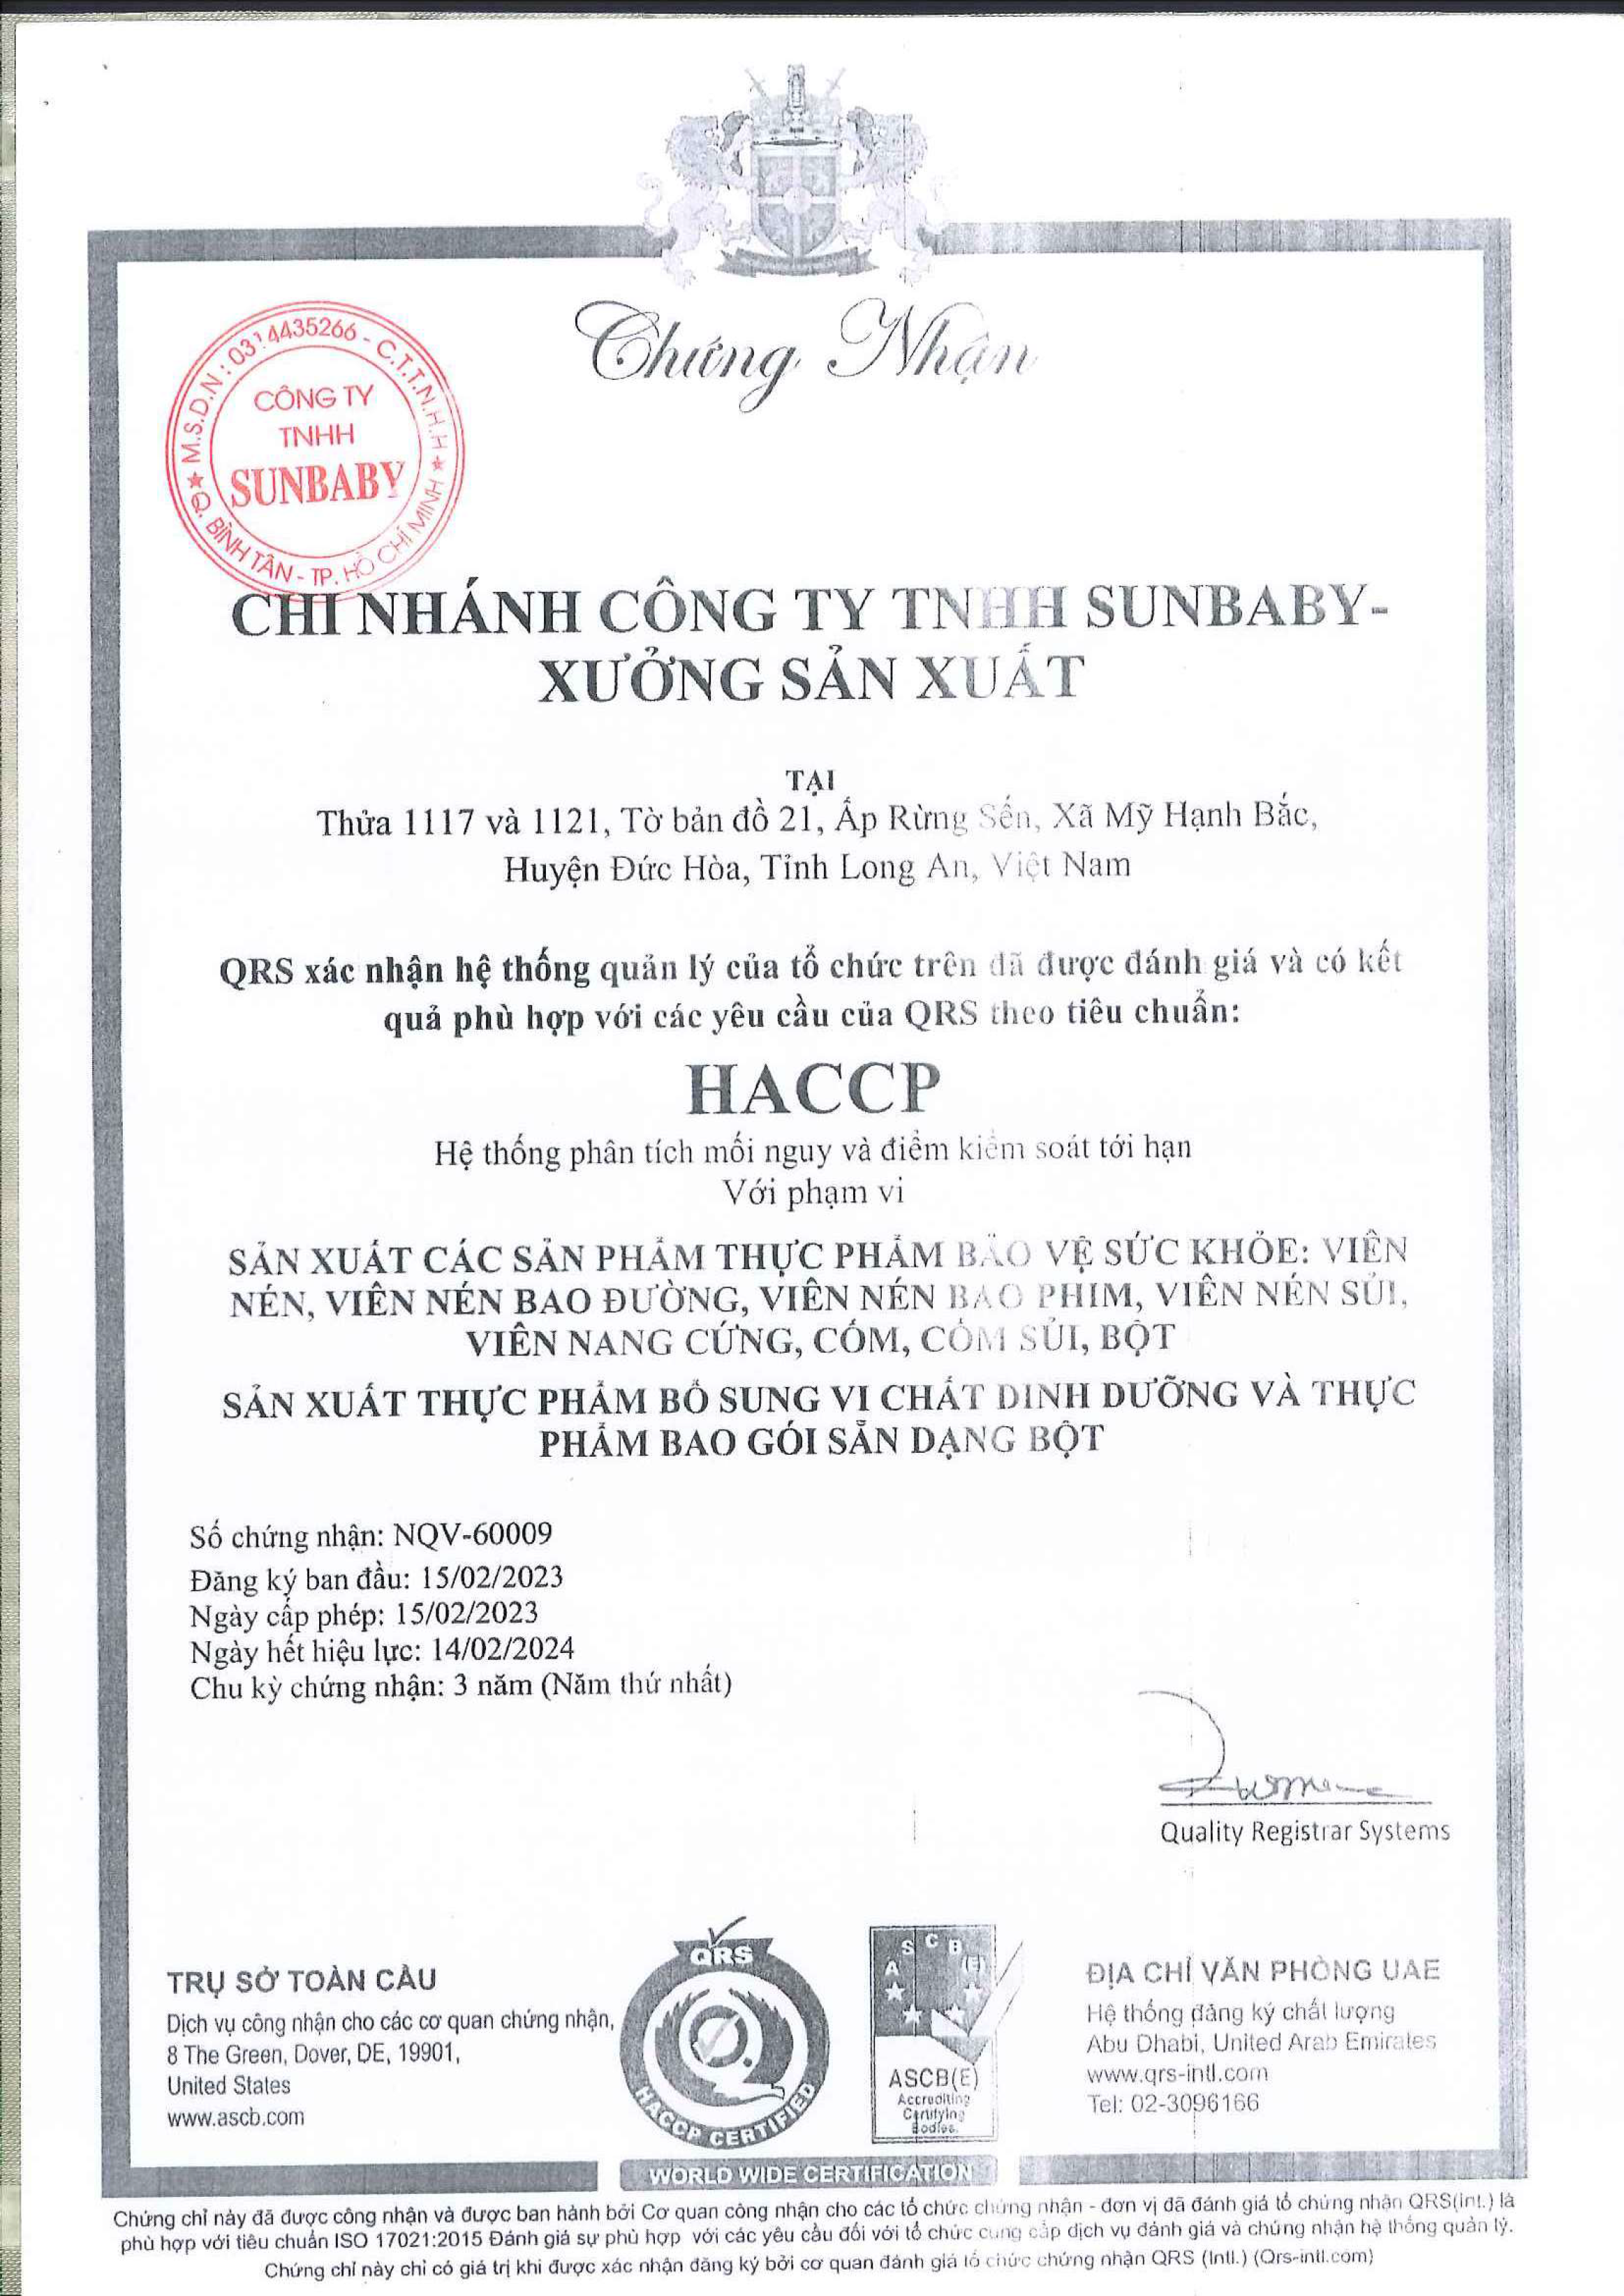 Chứng Nhận
M.S.D.N: 0314435266 - C.T.T.N.H.H
CÔNG TY
TNHH
SUNBABY
Q. BÌNH TÂN - TP. HỒ CHÍ MINH
CHI NHÁNH CÔNG TY TNHH SUNBABY-
XƯỞNG SẢN XUẤT
TẠI
Thửa 1117 và 1121, Tờ bản đồ 21, Ấp Rừng Sến, Xã Mỹ Hạnh Bắc,
Huyện Đức Hòa, Tỉnh Long An, Việt Nam
QRS xác nhận hệ thống quản lý của tổ chức trên đã được đánh giá và có kết
quả phù hợp với các yêu cầu của QRS theo tiêu chuẩn:
HACCP
Hệ thống phân tích mối nguy và điểm kiểm soát tới hạn
Với phạm vi
SẢN XUẤT CÁC SẢN PHẨM THỰC PHẨM BẢO VỆ SỨC KHỎE: VIÊN
NÉN, VIÊN NÉN BAO ĐƯỜNG, VIÊN NÉN BAO PHIM, VIÊN NÉN SỦI,
VIÊN NANG CỨNG, CỐM, CỐM SỦI, BỘT
SẢN XUẤT THỰC PHẨM BỔ SUNG VI CHẤT DINH DƯỠNG VÀ THỰC
PHẨM BAO GÓI SẴN DẠNG BỘT
Số chứng nhận: NQV-60009
Đăng ký ban đầu: 15/02/2023
Ngày cấp phép: 15/02/2023
Ngày hết hiệu lực: 14/02/2024
Chu kỳ chứng nhận: 3 năm (Năm thứ nhất)
Quality Registrar Systems
TRỤ SỞ TOÀN CẦU
Dịch vụ công nhận cho các cơ quan chứng nhận,
8 The Green, Dover, DE, 19901,
United States
www.ascb.com
QRS
HACCP CERTIFIED
A S C B (E)
ASCB(E)
Accrediting
Certifying
Bodies.
ĐỊA CHỈ VĂN PHÒNG UAE
Hệ thống đăng ký chất lượng
Abu Dhabi, United Arab Emirates
www.qrs-intl.com
Tel: 02-3096166
WORLD WIDE CERTIFICATION
Chứng chỉ này đã được công nhận và được ban hành bởi Cơ quan công nhận cho các tổ chức chứng nhận - đơn vị đã đánh giá tổ chứng nhận QRS(Int.) là
phù hợp với tiêu chuẩn ISO 17021:2015 Đánh giá sự phù hợp với các yêu cầu đối với tổ chức cung cấp dịch vụ đánh giá và chứng nhận hệ thống quản lý.
Chứng chỉ này chỉ có giá trị khi được xác nhận đăng ký bởi cơ quan đánh giá tổ chức chứng nhận QRS (Intl.) (Qrs-intl.com)